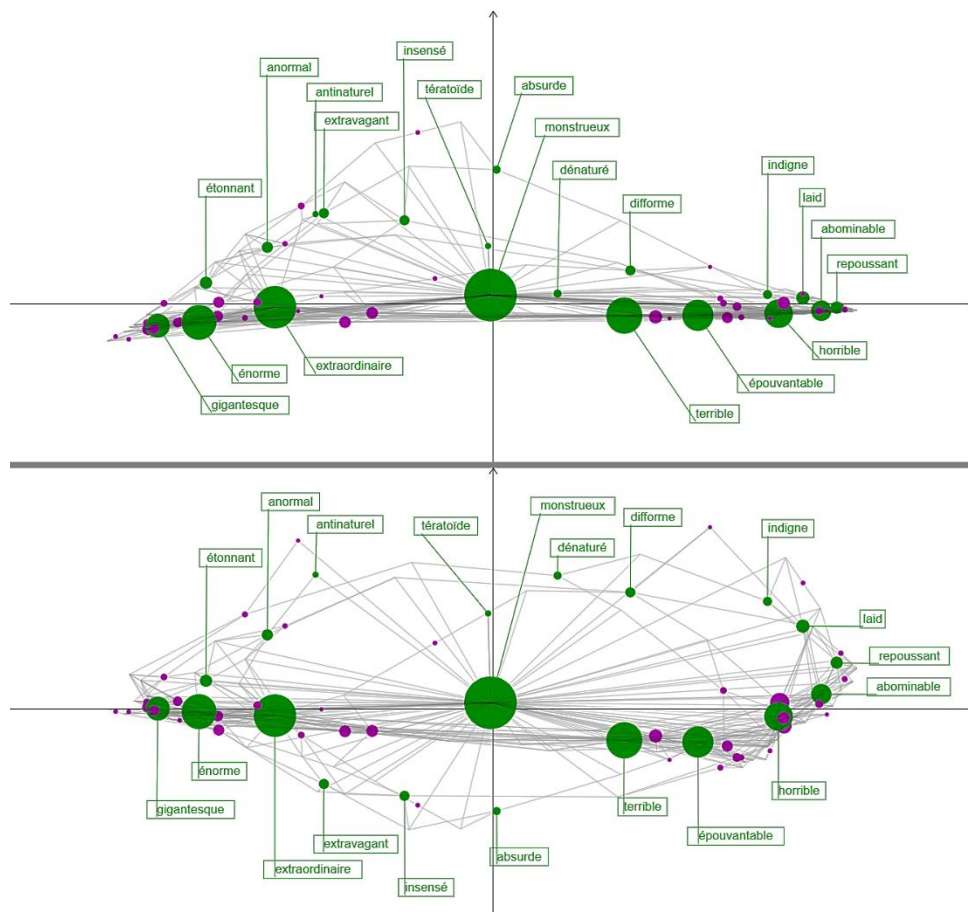 insensé
anormal
tératoïde
absurde
antinaturel
extravagant
monstrueux
dénaturé
indigne
étonnant
difforme
laid
abominable
repoussant
horrible
extraordinaire
énorme
épouvantable
gigantesque
terrible
anormal
monstrueux
difforme
antinaturel
tératoïde
indigne
dénaturé
étonnant
laid
repoussant
abominable
énorme
horrible
gigantesque
terrible
épouvantable
extravagant
absurde
extraordinaire
insensé